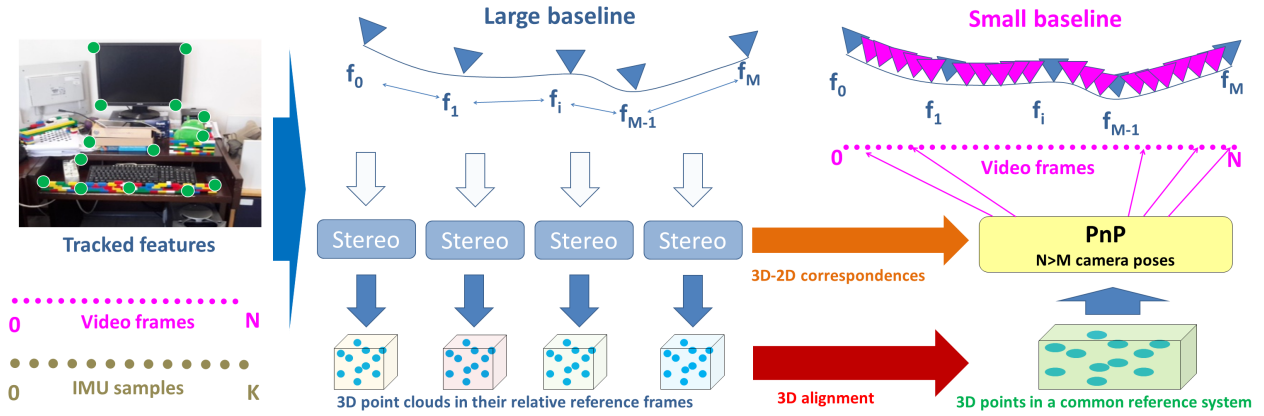 Tracked features
0
Video frames
N
0
IMU samples
K
Large baseline
f0
f1
fi
fM-1
fM
Stereo
Stereo
Stereo
Stereo
3D point clouds in their relative reference frames
3D-2D correspondences
3D alignment
Small baseline
f0
f1
fi
fM-1
fM
0
Video frames
N
PnP
N>M camera poses
3D points in a common reference system